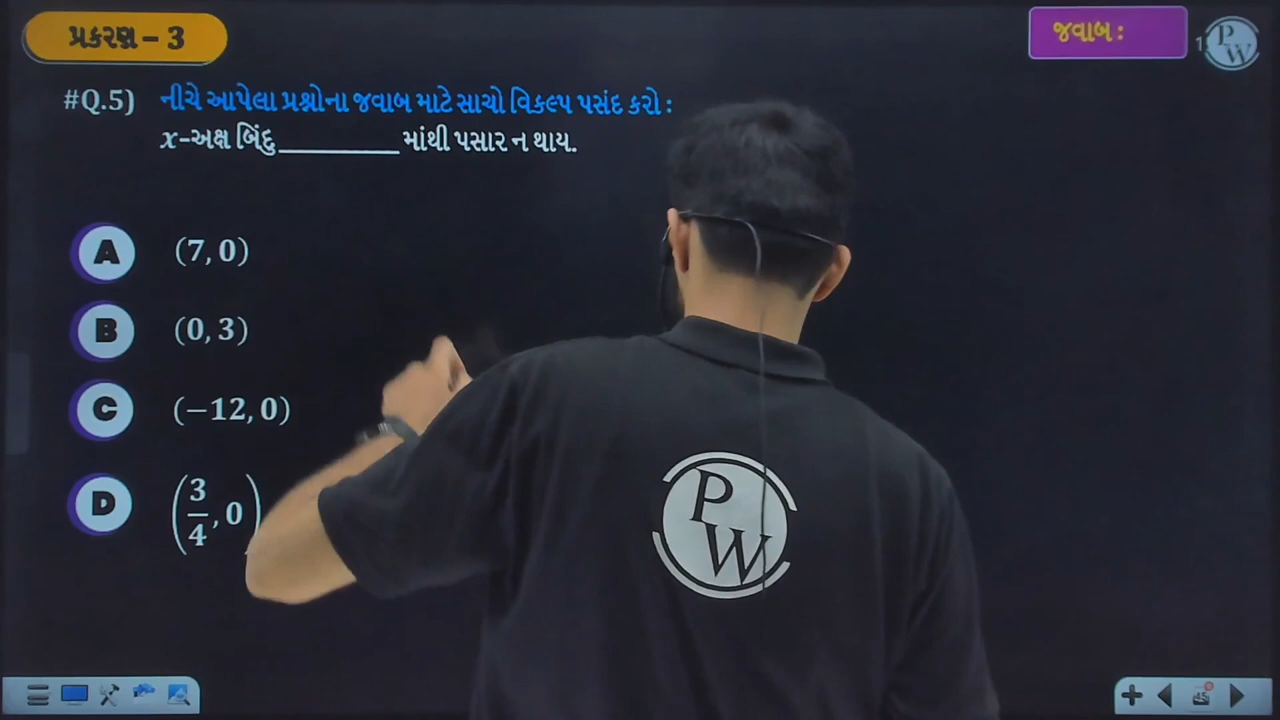 પ્રકરણ – 3
જવાબ :
1
PW
#Q.5) નીચે આપેલા પ્રશ્નોના જવાબ માટે સાચો વિકલ્પ પસંદ કરો :
x-અક્ષ બિંદુ__________ માંથી પસાર ન થાય.
A (7, 0)
B (0, 3)
C (−12, 0)
D (3/4, 0)
PW